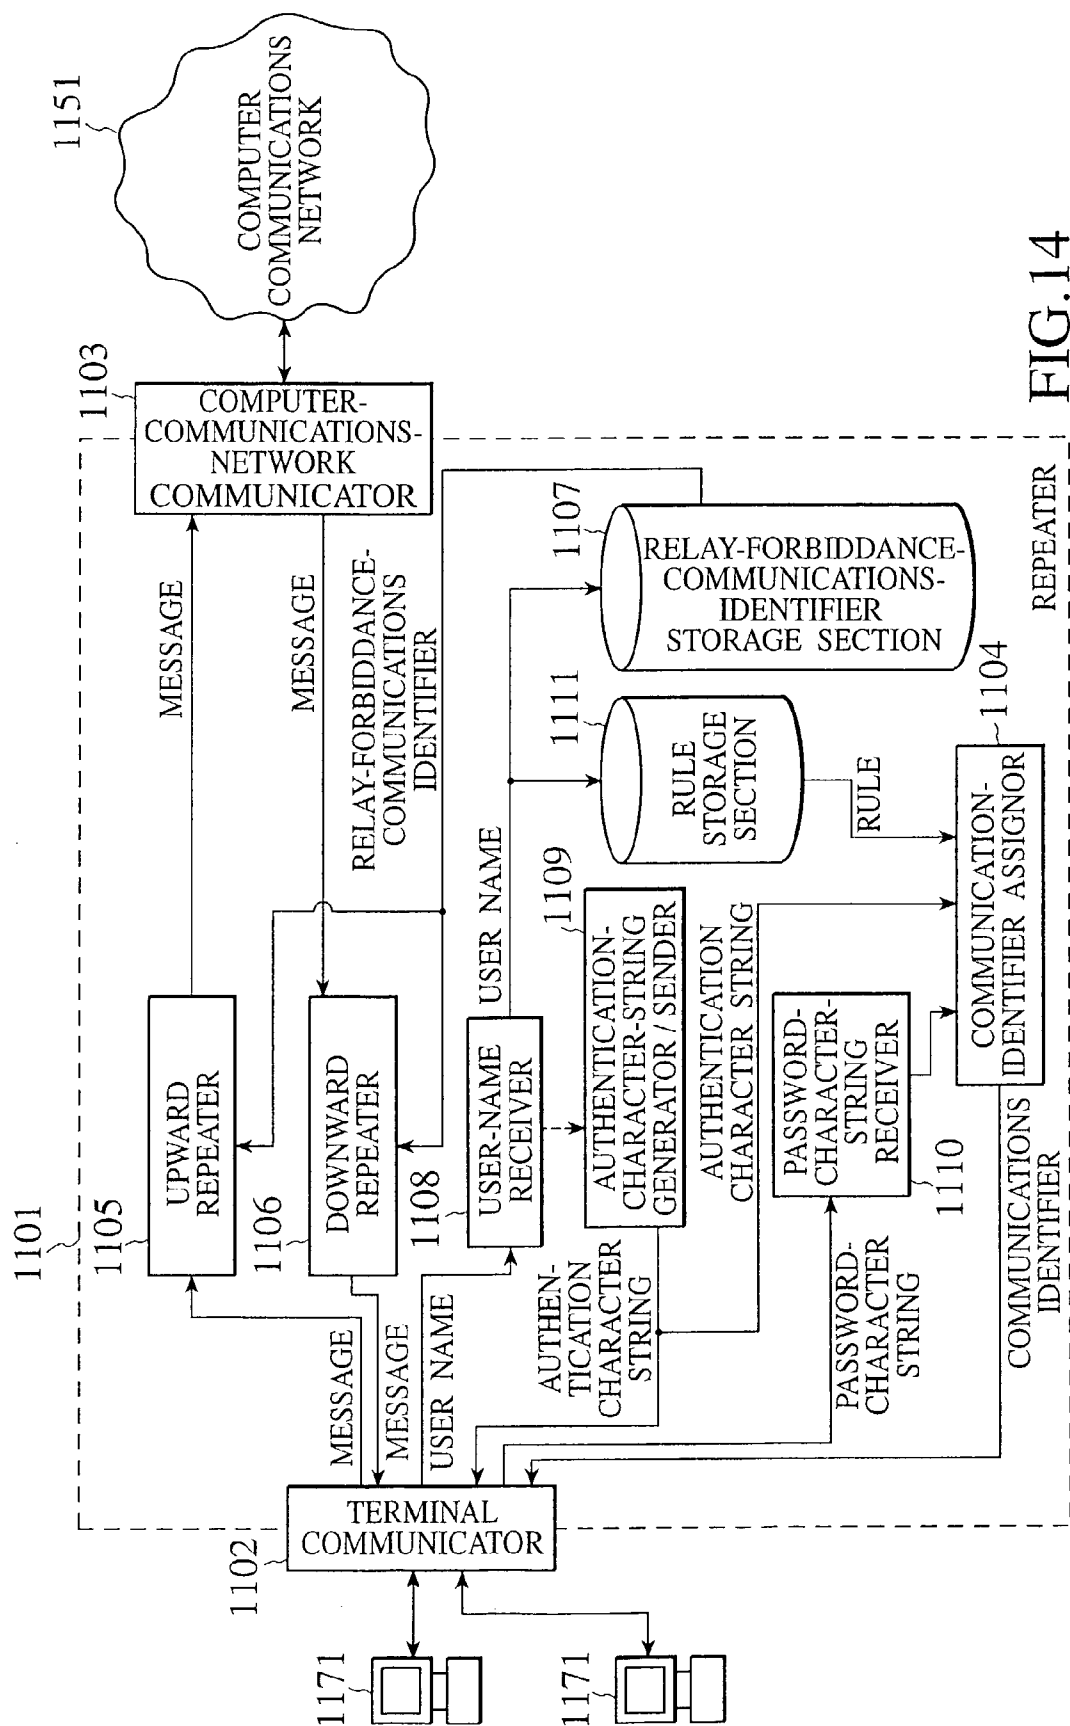 1151
COMPUTER
COMMUNICATIONS
NETWORK
1103
COMPUTER-
COMMUNICATIONS-
NETWORK
COMMUNICATOR
1101
MESSAGE
MESSAGE
RELAY-FORBIDDANCE-
COMMUNICATIONS
IDENTIFIER
1105
UPWARD
REPEATER
1106
DOWNWARD
REPEATER
1108
USER-NAME
RECEIVER
USER NAME
1107
RELAY-FORBIDDANCE-
COMMUNICATIONS-
IDENTIFIER
STORAGE SECTION
1111
RULE
STORAGE
SECTION
RULE
1109
AUTHENTICATION-
CHARACTER-STRING
GENERATOR / SENDER
AUTHENTICATION
CHARACTER STRING
PASSWORD-
CHARACTER-
STRING
RECEIVER
1110
1104
COMMUNICATION-
IDENTIFIER ASSIGNOR
REPEATER
MESSAGE
MESSAGE
USER NAME
AUTHEN-
TICATION
CHARACTER
STRING
PASSWORD-
CHARACTER
STRING
COMMUNICATIONS
IDENTIFIER
1102
TERMINAL
COMMUNICATOR
1171
1171
FIG.14